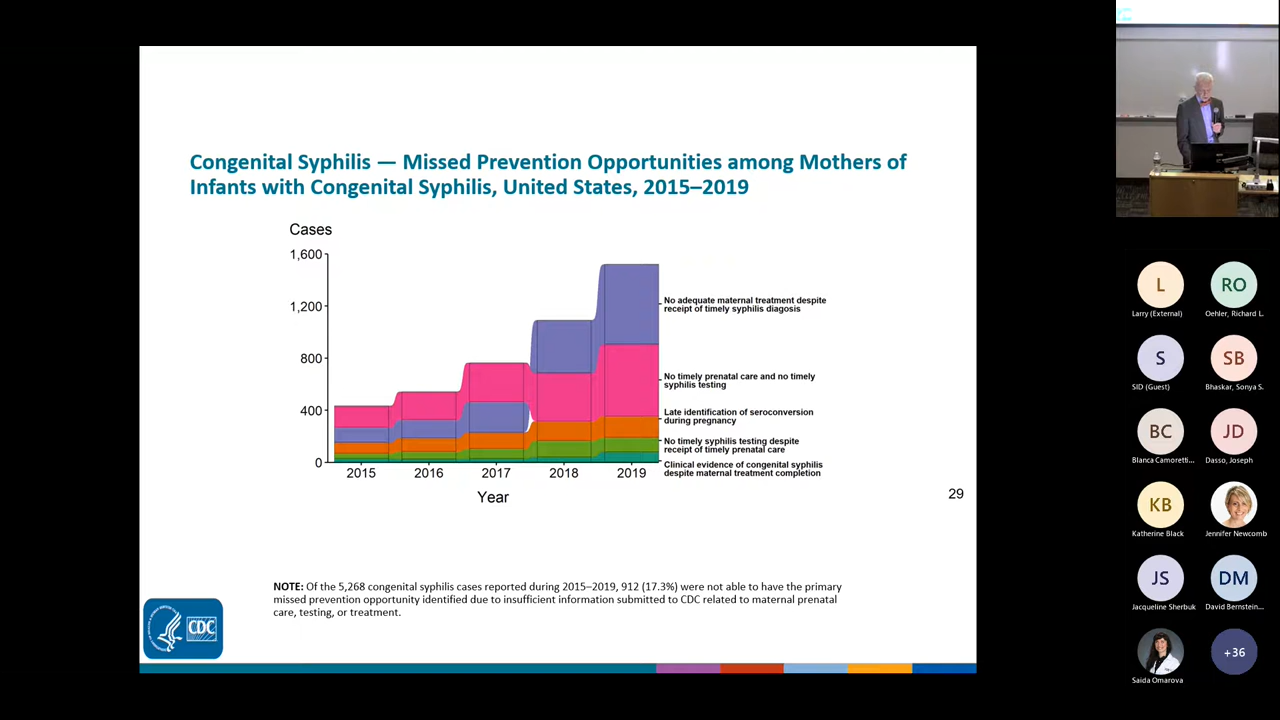 Congenital Syphilis — Missed Prevention Opportunities among Mothers of
Infants with Congenital Syphilis, United States, 2015–2019
Cases
1,600
1,200
800
400
0
2015
2016
2017
2018
2019
Year
No adequate maternal treatment despite
receipt of timely syphilis diagosis
No timely prenatal care and no timely
syphilis testing
Late identification of seroconversion
during pregnancy
No timely syphilis testing despite
receipt of timely prenatal care
Clinical evidence of congenital syphilis
despite maternal treatment completion
29
NOTE: Of the 5,268 congenital syphilis cases reported during 2015–2019, 912 (17.3%) were not able to have the primary
missed prevention opportunity identified due to insufficient information submitted to CDC related to maternal prenatal
care, testing, or treatment.
CDC
L
Larry (External)
RO
Oehler, Richard L.
S
SID (Guest)
SB
Bhaskar, Sonya S.
BC
Blanca Camoretti...
JD
Dasso, Joseph
KB
Katherine Black
Jennifer Newcomb
JS
Jacqueline Sherbuk
DM
David Bernstein...
Saida Omarova
+36